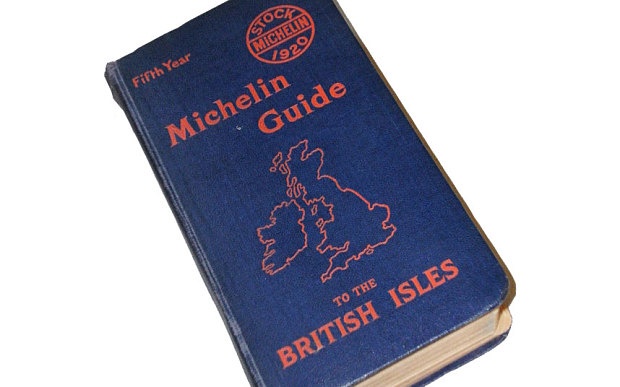 STOCK
MICHELIN
1920
Fifth Year
Michelin
Guide
TO THE
BRITISH ISLES